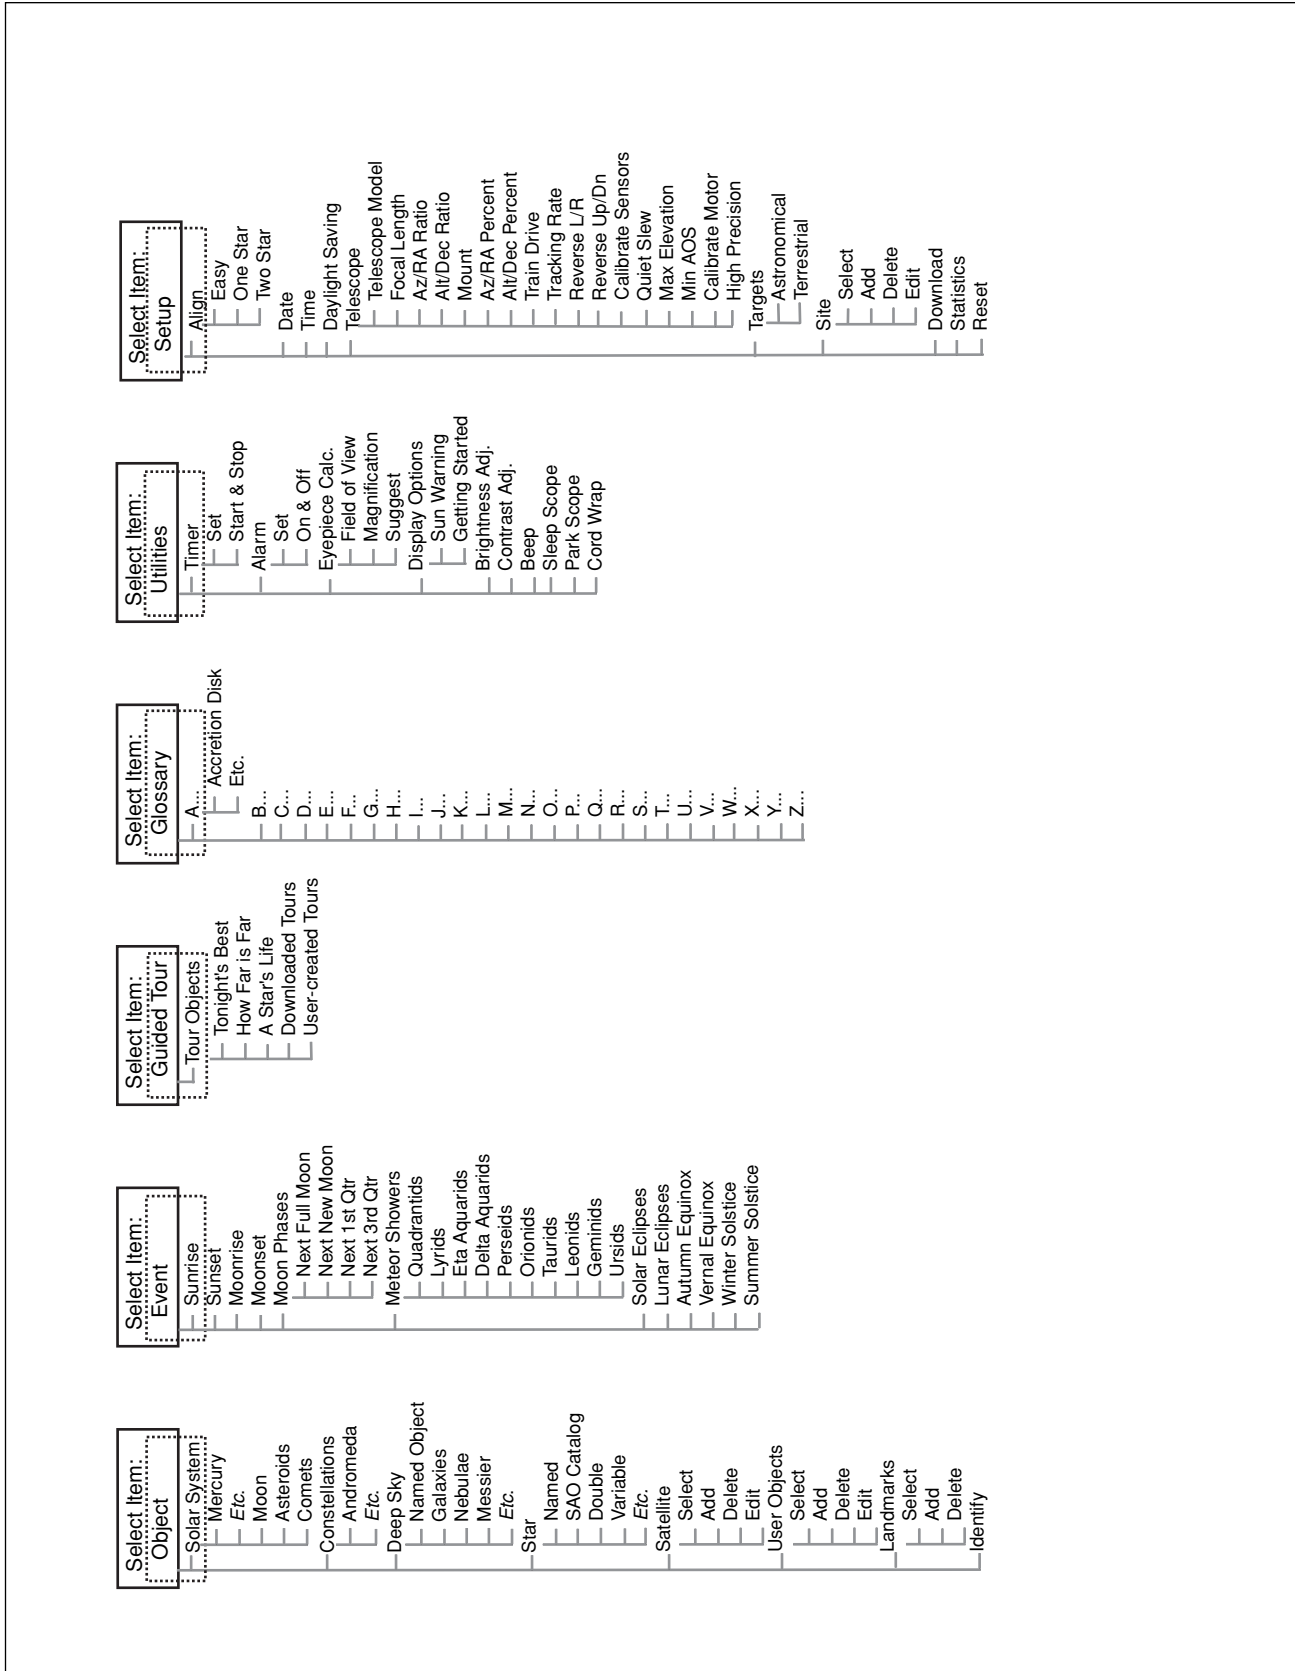 Select Item:
Object
Solar System
Mercury
Etc.
Moon
Asteroids
Comets
Constellations
Andromeda
Etc.
Deep Sky
Named Object
Galaxies
Nebulae
Messier
Etc.
Star
Named
SAO Catalog
Double
Variable
Etc.
Satellite
Select
Add
Delete
Edit
User Objects
Select
Add
Delete
Edit
Landmarks
Select
Add
Delete
Identify
Select Item:
Event
Sunrise
Sunset
Moonrise
Moonset
Moon Phases
Next Full Moon
Next New Moon
Next 1st Qtr
Next 3rd Qtr
Meteor Showers
Quadrantids
Lyrids
Eta Aquarids
Delta Aquarids
Perseids
Orionids
Taurids
Leonids
Geminids
Ursids
Solar Eclipses
Lunar Eclipses
Autumn Equinox
Vernal Equinox
Winter Solstice
Summer Solstice
Select Item:
Guided Tour
Tour Objects
Tonight's Best
How Far is Far
A Star's Life
Downloaded Tours
User-created Tours
Select Item:
Glossary
A...
Accretion Disk
Etc.
B...
C...
D...
E...
F...
G...
H...
I...
J...
K...
L...
M...
N...
O...
P...
Q...
R...
S...
T...
U...
V...
W...
X...
Y...
Z...
Select Item:
Utilities
Timer
Set
Start & Stop
Alarm
Set
On & Off
Eyepiece Calc.
Field of View
Magnification
Suggest
Display Options
Sun Warning
Getting Started
Brightness Adj.
Contrast Adj.
Beep
Sleep Scope
Park Scope
Cord Wrap
Select Item:
Setup
Align
Easy
One Star
Two Star
Date
Time
Daylight Saving
Telescope
Telescope Model
Focal Length
Az/RA Ratio
Alt/Dec Ratio
Mount
Az/RA Percent
Alt/Dec Percent
Train Drive
Tracking Rate
Reverse L/R
Reverse Up/Dn
Calibrate Sensors
Quiet Slew
Max Elevation
Min AOS
Calibrate Motor
High Precision
Targets
Astronomical
Terrestrial
Site
Select
Add
Delete
Edit
Download
Statistics
Reset